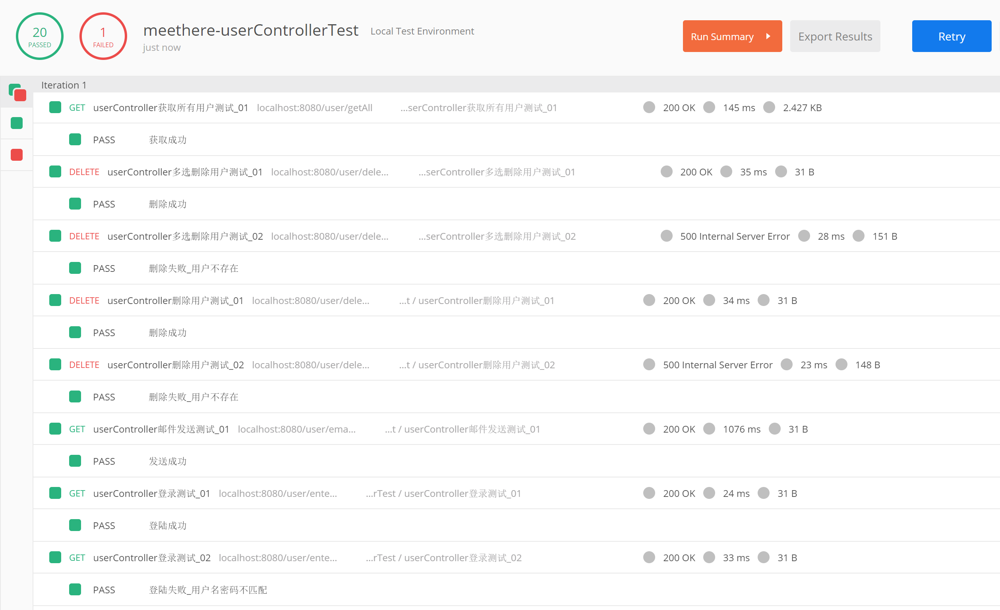 20 PASSED
1 FAILED
meethere-userControllerTest Local Test Environment
just now
Run Summary
Export Results
Retry
Iteration 1
GET userController获取所有用户测试_01 localhost:8080/user/getAll ...serController获取所有用户测试_01 200 OK 145 ms 2.427 KB
PASS 获取成功
DELETE userController多选删除用户测试_01 localhost:8080/user/dele... ...serController多选删除用户测试_01 200 OK 35 ms 31 B
PASS 删除成功
DELETE userController多选删除用户测试_02 localhost:8080/user/dele... ...serController多选删除用户测试_02 500 Internal Server Error 28 ms 151 B
PASS 删除失败_用户不存在
DELETE userController删除用户测试_01 localhost:8080/user/dele... ...t / userController删除用户测试_01 200 OK 34 ms 31 B
PASS 删除成功
DELETE userController删除用户测试_02 localhost:8080/user/dele... ...t / userController删除用户测试_02 500 Internal Server Error 23 ms 148 B
PASS 删除失败_用户不存在
GET userController邮件发送测试_01 localhost:8080/user/ema... ...t / userController邮件发送测试_01 200 OK 1076 ms 31 B
PASS 发送成功
GET userController登录测试_01 localhost:8080/user/ente... ...rTest / userController登录测试_01 200 OK 24 ms 31 B
PASS 登陆成功
GET userController登录测试_02 localhost:8080/user/ente... ...rTest / userController登录测试_02 200 OK 33 ms 31 B
PASS 登陆失败_用户名密码不匹配